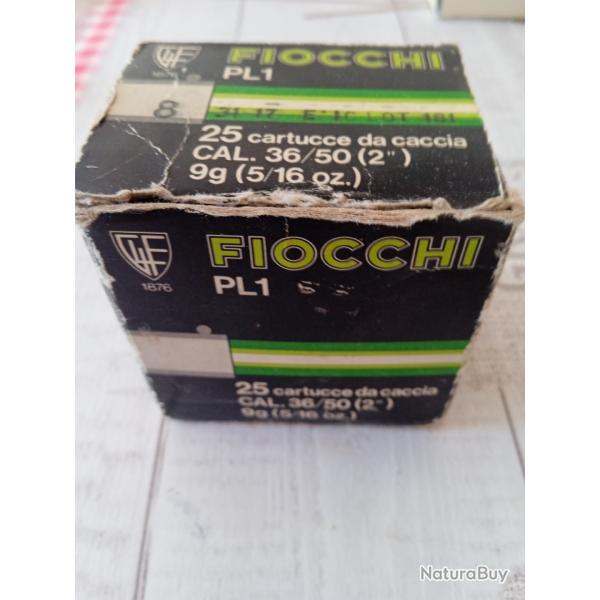 FIOCCHI
PL1
8
25 cartucce da caccia
CAL. 36/50 (2")
9g (5/16 oz.)
FIOCCHI
1876
PL1
25 cartucce da caccia
CAL. 36/50 (2")
9g (5/16 oz.)
NaturaBuy